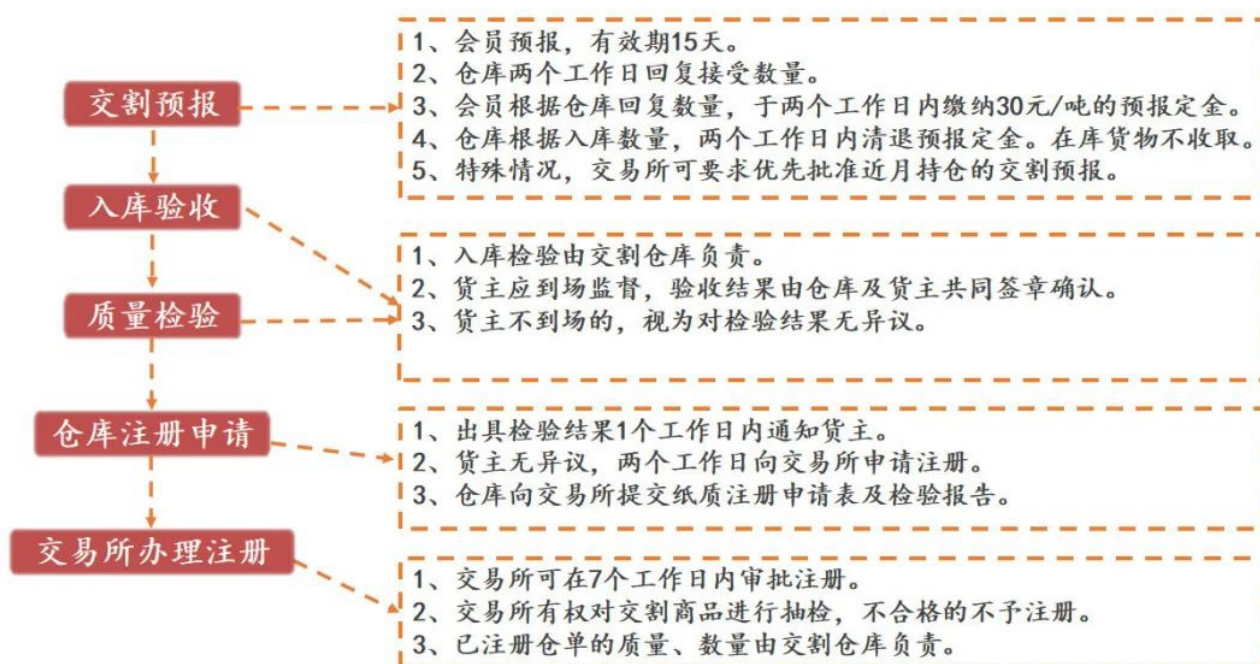 交割预报
1、会员预报，有效期15天。
2、仓库两个工作日回复接受数量。
3、会员根据仓库回复数量，于两个工作日内缴纳30元/吨的预报定金。
4、仓库根据入库数量，两个工作日内清退预报定金。在库货物不收取。
5、特殊情况，交易所可要求优先批准近月持仓的交割预报。
入库验收
质量检验
1、入库检验由交割仓库负责。
2、货主应到场监督，验收结果由仓库及货主共同签章确认。
3、货主不到场的，视为对检验结果无异议。
仓库注册申请
1、出具检验结果1个工作日内通知货主。
2、货主无异议，两个工作日向交易所申请注册。
3、仓库向交易所提交纸质注册申请表及检验报告。
交易所办理注册
1、交易所可在7个工作日内审批注册。
2、交易所有权对交割商品进行抽检，不合格的不予注册。
3、已注册仓单的质量、数量由交割仓库负责。